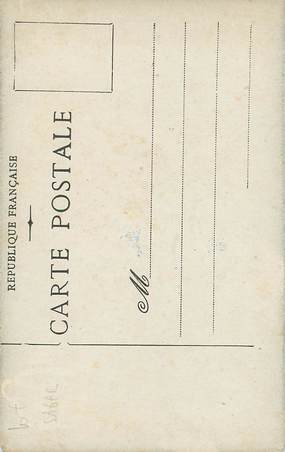 RÉPUBLIQUE FRANÇAISE
CARTE POSTALE
M